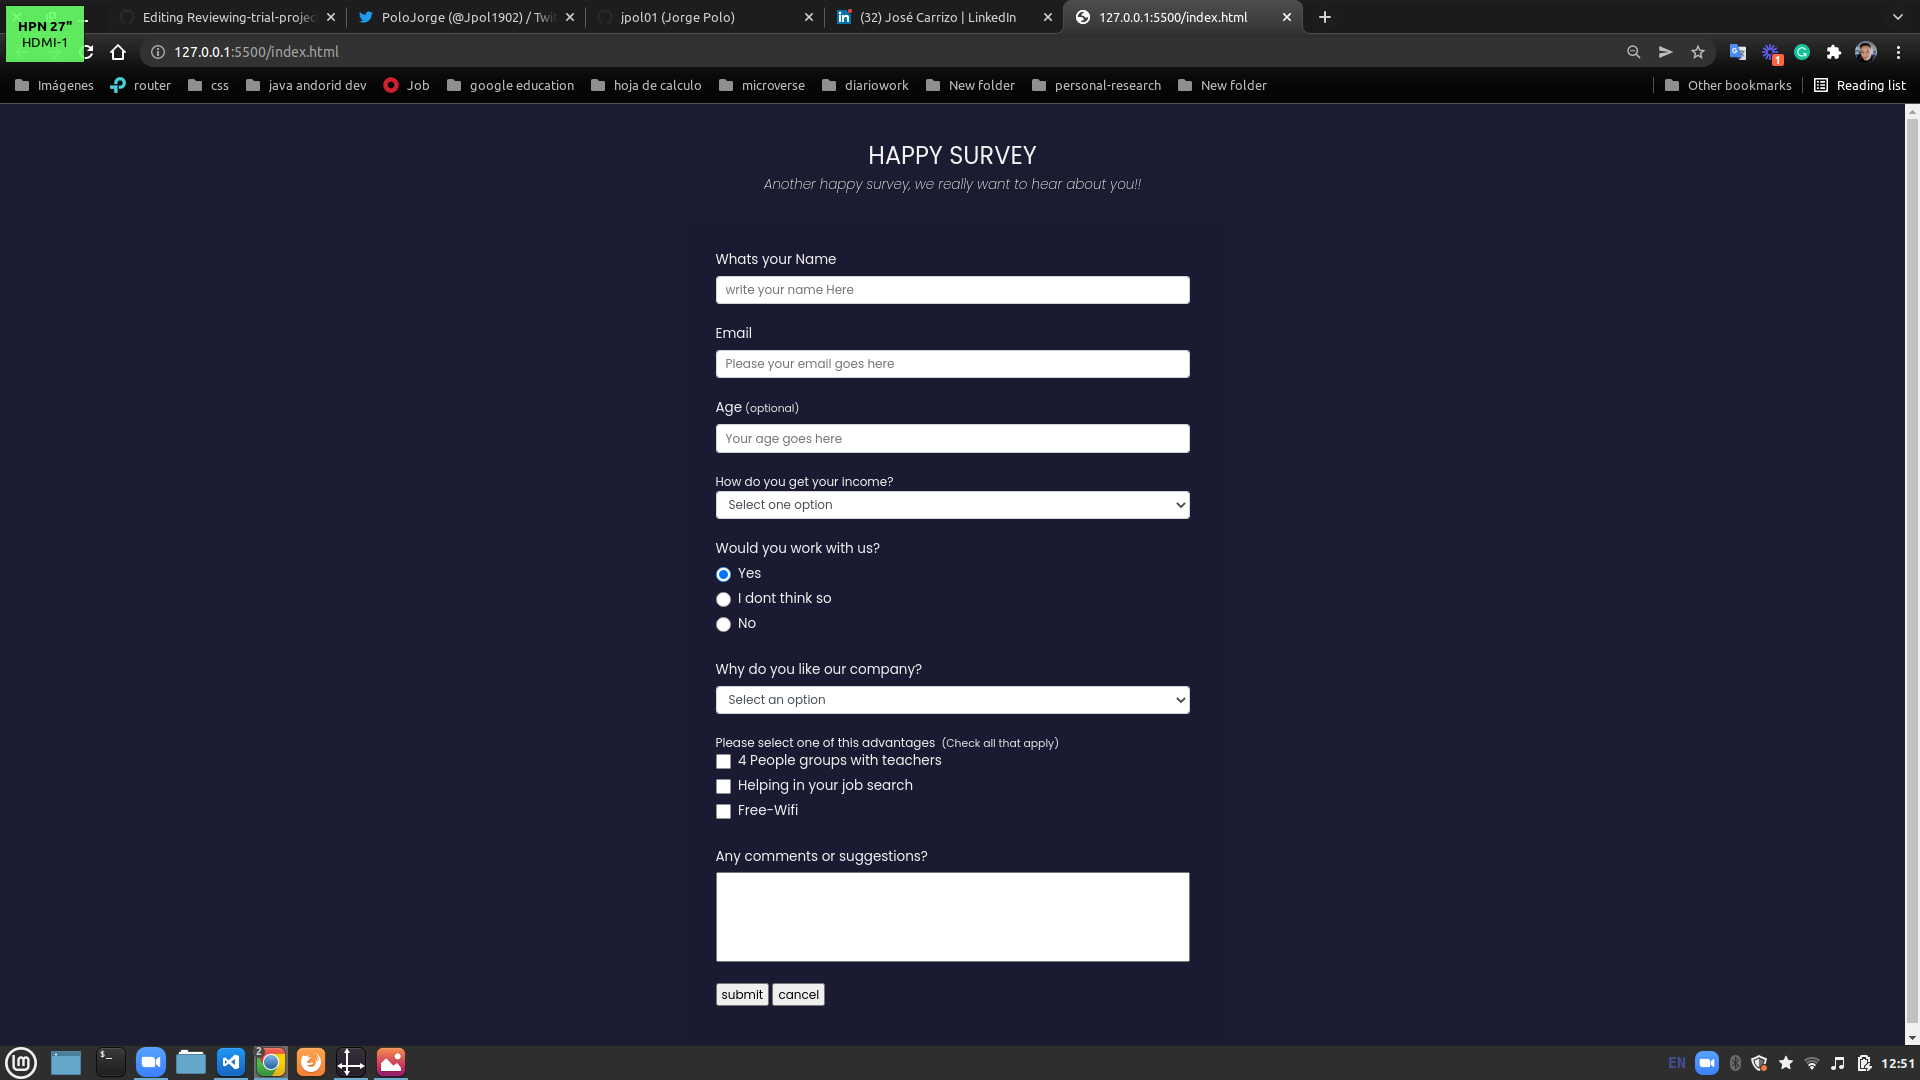 HPN 27"
HDMI-1
Editing Reviewing-trial-projec
PoloJorge (@Jpol1902) / Twi
jpol01 (Jorge Polo)
(32) José Carrizo | LinkedIn
127.0.0.1:5500/index.html
127.0.0.1:5500/index.html
1
Imágenes
router
css
java andorid dev
Job
google education
hoja de calculo
microverse
diariowork
New folder
personal-research
New folder
Other bookmarks
Reading list
HAPPY SURVEY
Another happy survey, we really want to hear about you!!
Whats your Name
write your name Here
Email
Please your email goes here
Age (optional)
Your age goes here
How do you get your income?
Select one option
Would you work with us?
Yes
I dont think so
No
Why do you like our company?
Select an option
Please select one of this advantages (Check all that apply)
4 People groups with teachers
Helping in your job search
Free-Wifi
Any comments or suggestions?
submit
cancel
2
EN
12:51